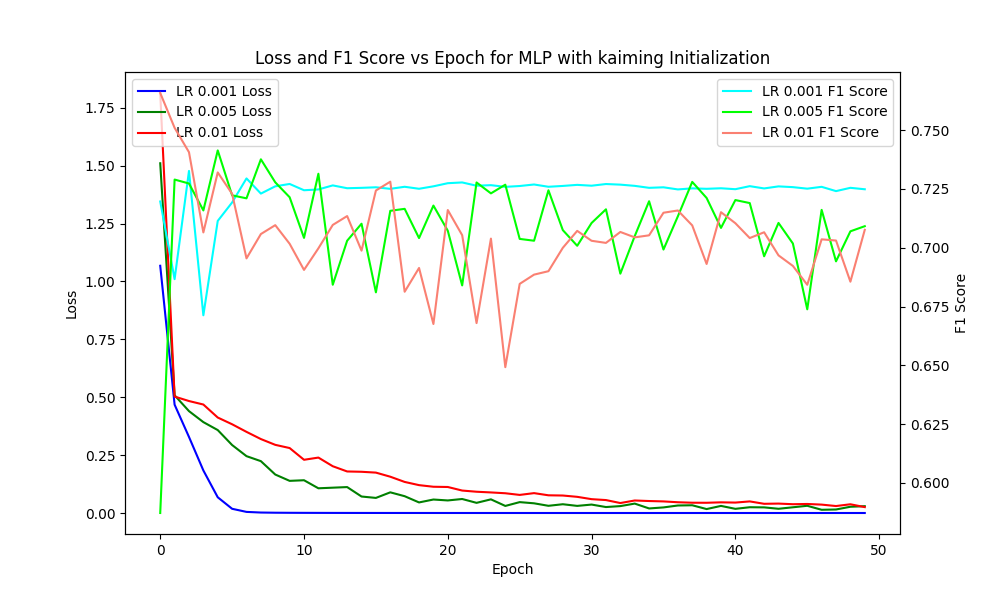 Loss and F1 Score vs Epoch for MLP with kaiming Initialization
LR 0.001 Loss
LR 0.005 Loss
LR 0.01 Loss
LR 0.001 F1 Score
LR 0.005 F1 Score
LR 0.01 F1 Score
1.75
1.50
1.25
1.00
0.75
0.50
0.25
0.00
Loss
0.750
0.725
0.700
0.675
0.650
0.625
0.600
F1 Score
0 10 20 30 40 50
Epoch